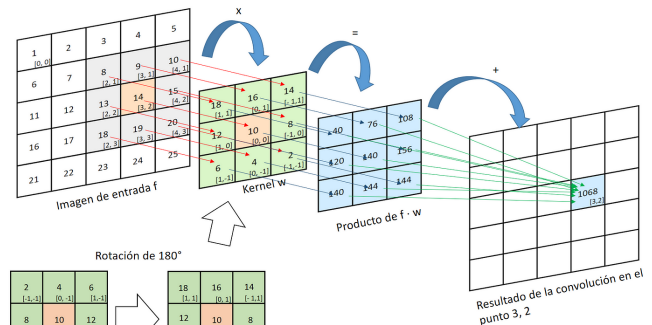 x
=
+
1 2 3 4 5
[0, 0]
6 7 8 9 10
[2, 1] [3, 1] [4, 1]
11 12 13 14 15
[2, 2] [3, 2] [4, 2]
16 17 18 19 20
[2, 3] [3, 3] [4, 3]
21 22 23 24 25
Imagen de entrada f
18 16 14
[1, 1] [0, 1] [-1,1]
12 10 8
[1, 0] [0, 0] [-1, 0]
6 4 2
[1,-1] [0, -1] [-1,-1]
Kernel w
40 76 108
120 140 156
140 144 144
Producto de f · w
1068
[3,2]
Resultado de la convolución en el
punto 3, 2
Rotación de 180°
2 4 6
[-1,-1] [0, -1] [1,-1]
8 10 12
18 16 14
[1, 1] [0, 1] [-1,1]
12 10 8